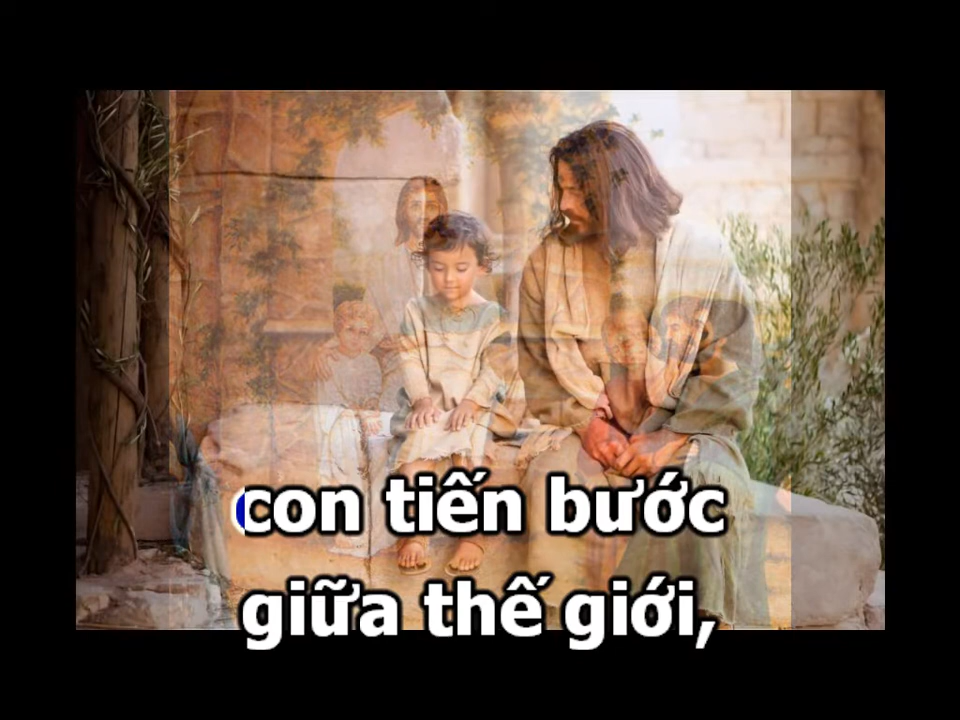 con tiến bước
giữa thế giới,